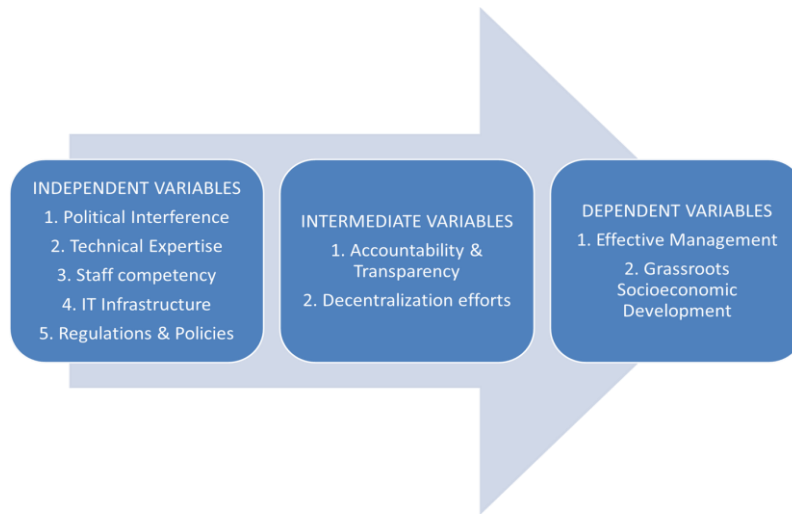 INDEPENDENT VARIABLES
1. Political Interference
2. Technical Expertise
3. Staff competency
4. IT Infrastructure
5. Regulations & Policies
INTERMEDIATE VARIABLES
1. Accountability &
Transparency
2. Decentralization efforts
DEPENDENT VARIABLES
1. Effective Management
2. Grassroots
Socioeconomic
Development